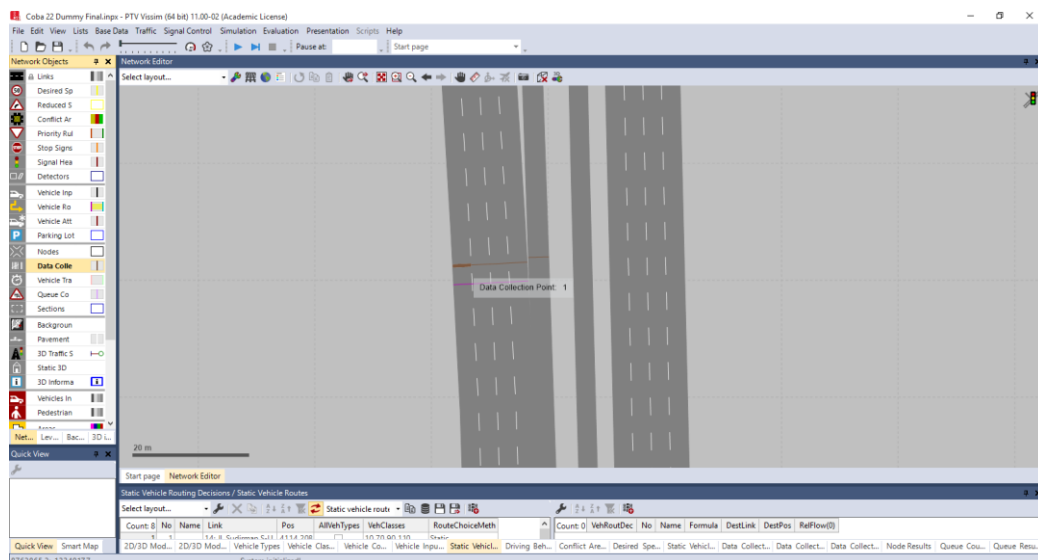 Coba 22 Dummy Final.inpx - PTV Vissim (64 bit) 11.00-02 (Academic License)
File Edit View Lists Base Data Traffic Signal Control Simulation Evaluation Presentation Scripts Help
Pause at: Start page
Network Objects
Network Editor
Select layout...
Links
Desired Sp
Reduced S
Conflict Ar
Priority Rul
Stop Signs
Signal Hea
Detectors
Vehicle Inp
Vehicle Ro
Vehicle Att
Parking Lot
Nodes
Data Colle
Vehicle Tra
Queue Co
Sections
Backgroun
Pavement
3D Traffic S
Static 3D
3D Informa
Vehicles In
Pedestrian
Data Collection Point: 1
20 m
Net... Lev... Bac... 3D i...
Quick View
Start page Network Editor
Static Vehicle Routing Decisions / Static Vehicle Routes
Select layout... Static vehicle route
Count: 8 No Name Link Pos AllVehTypes VehClasses RouteChoiceMeth
Count: 0 VehRoutDec No Name Formula DestLink DestPos RelFlow(0)
Quick View Smart Map
2D/3D Mod... 2D/3D Mod... Vehicle Types Vehicle Clas... Vehicle Co... Vehicle Inpu... Static Vehicl... Driving Beh... Conflict Are... Desired Spe... Static Vehicl... Data Collect... Data Collect... Data Collect... Node Results Queue Cou... Queue Resu...